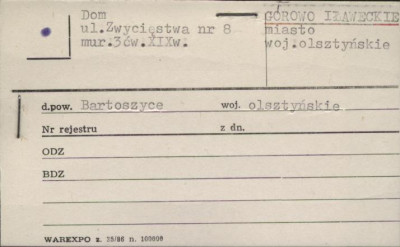 Dom
ul.Zwycięstwa nr 8
mur.3ćw.XIXw.
GÓROWO IŁAWECKIE
miasto
woj.olsztyńskie
d.pow. Bartoszyce woj. olsztyńskie
Nr rejestru z dn.
ODZ
BDZ
WAREXPO z. 25/86 n. 100000